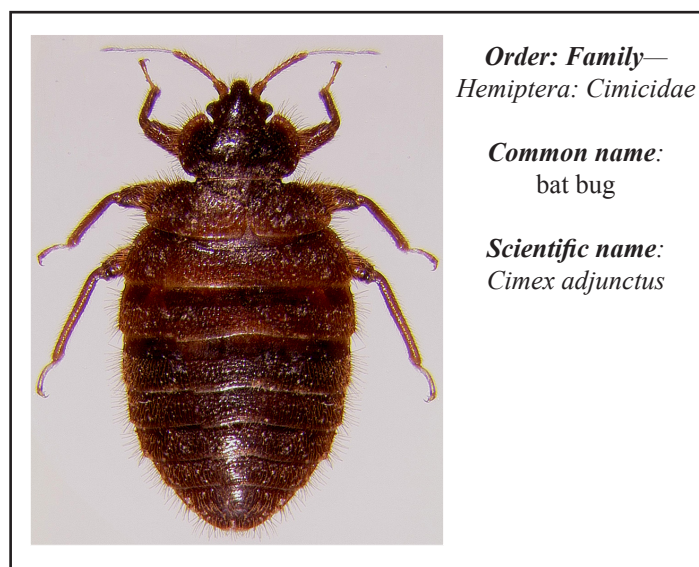 Order: Family—
Hemiptera: Cimicidae
Common name:
bat bug
Scientific name:
Cimex adjunctus